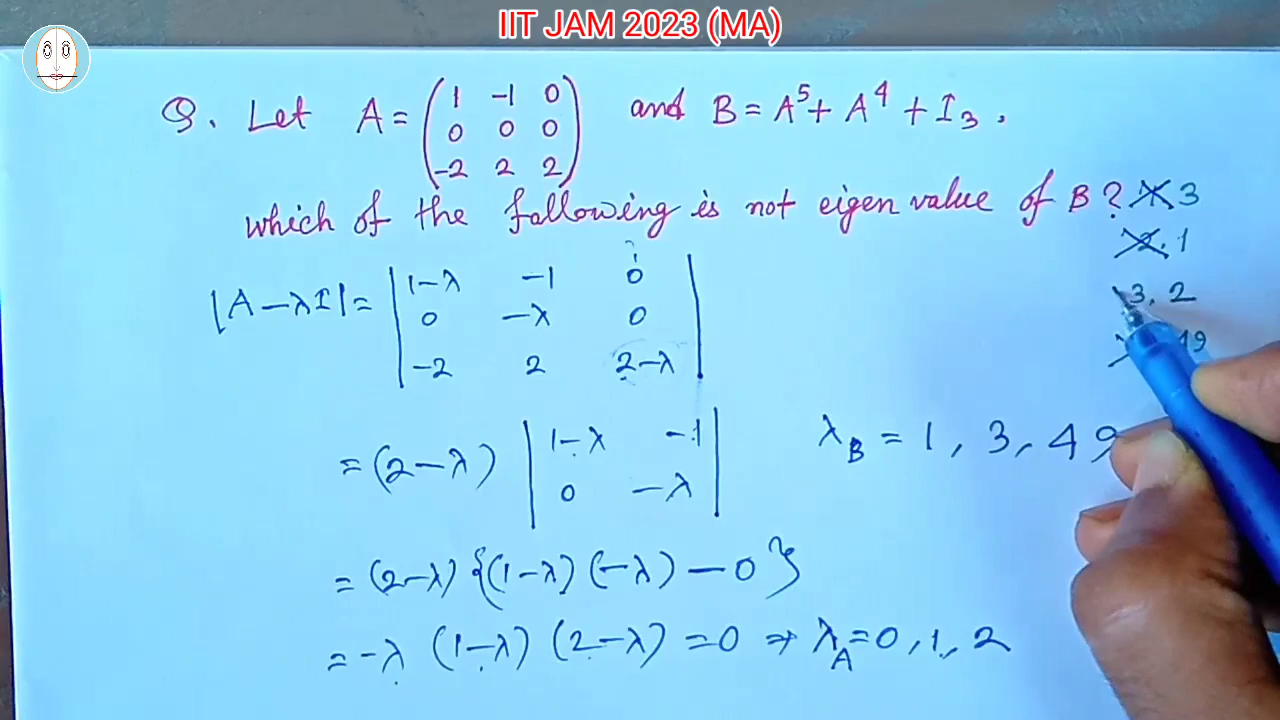 IIT JAM 2023 (MA)
Q. Let A = (1 -1 0
0 0 0
-2 2 2) and B = A⁵ + A⁴ + I₃.
which of the following is not eigen value of B? 3
2. 1
3. 2
19
|A - λI| = |1-λ -1 0
0 -λ 0
-2 2 2-λ|
= (2-λ) |1-λ -1
0 -λ|
λ_B = 1, 3, 49
= (2-λ) {(1-λ) (-λ) - 0}
= -λ (1-λ) (2-λ) = 0 ⇒ λ_A = 0, 1, 2